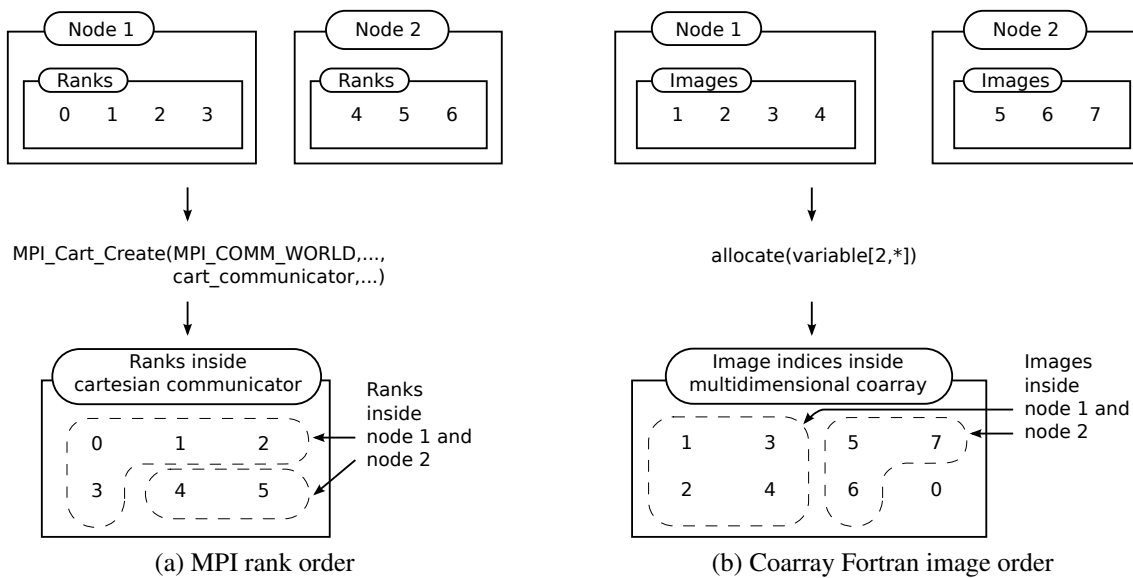 Node 1
Ranks
0 1 2 3
Node 2
Ranks
4 5 6
MPI_Cart_Create(MPI_COMM_WORLD,...,
cart_communicator,...)
Ranks inside
cartesian communicator
0 1 2
3 4 5
Ranks
inside
node 1 and
node 2
(a) MPI rank order
Node 1
Images
1 2 3 4
Node 2
Images
5 6 7
allocate(variable[2,*])
Image indices inside
multidimensional coarray
1 3 5 7
2 4 6 0
Images
inside
node 1 and
node 2
(b) Coarray Fortran image order